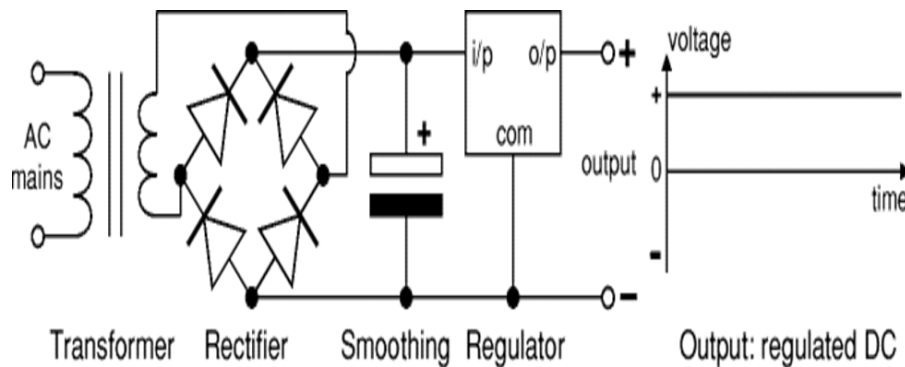 AC
mains
i/p o/p
com
+
+
−
voltage
+
output 0
time
−
Transformer Rectifier Smoothing Regulator Output: regulated DC